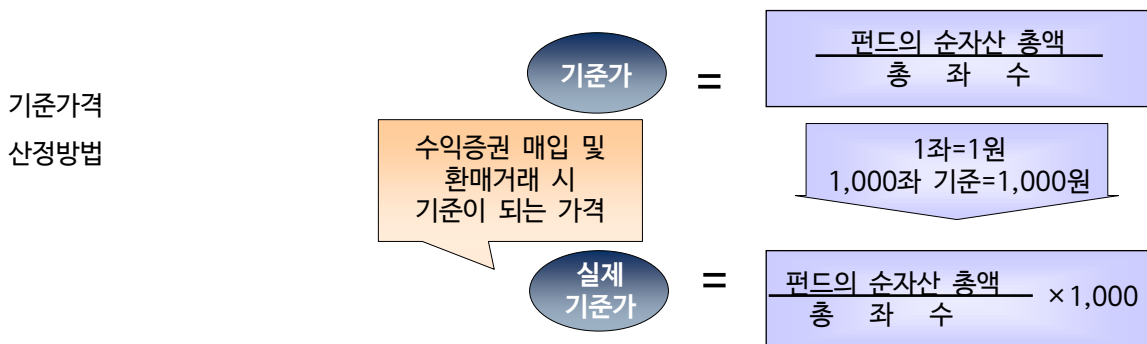 기준가격
산정방법
기준가
=
펀드의 순자산 총액
총 좌 수
수익증권 매입 및
환매거래 시
기준이 되는 가격
1좌=1원
1,000좌 기준=1,000원
실제
기준가
=
펀드의 순자산 총액
총 좌 수
×1,000